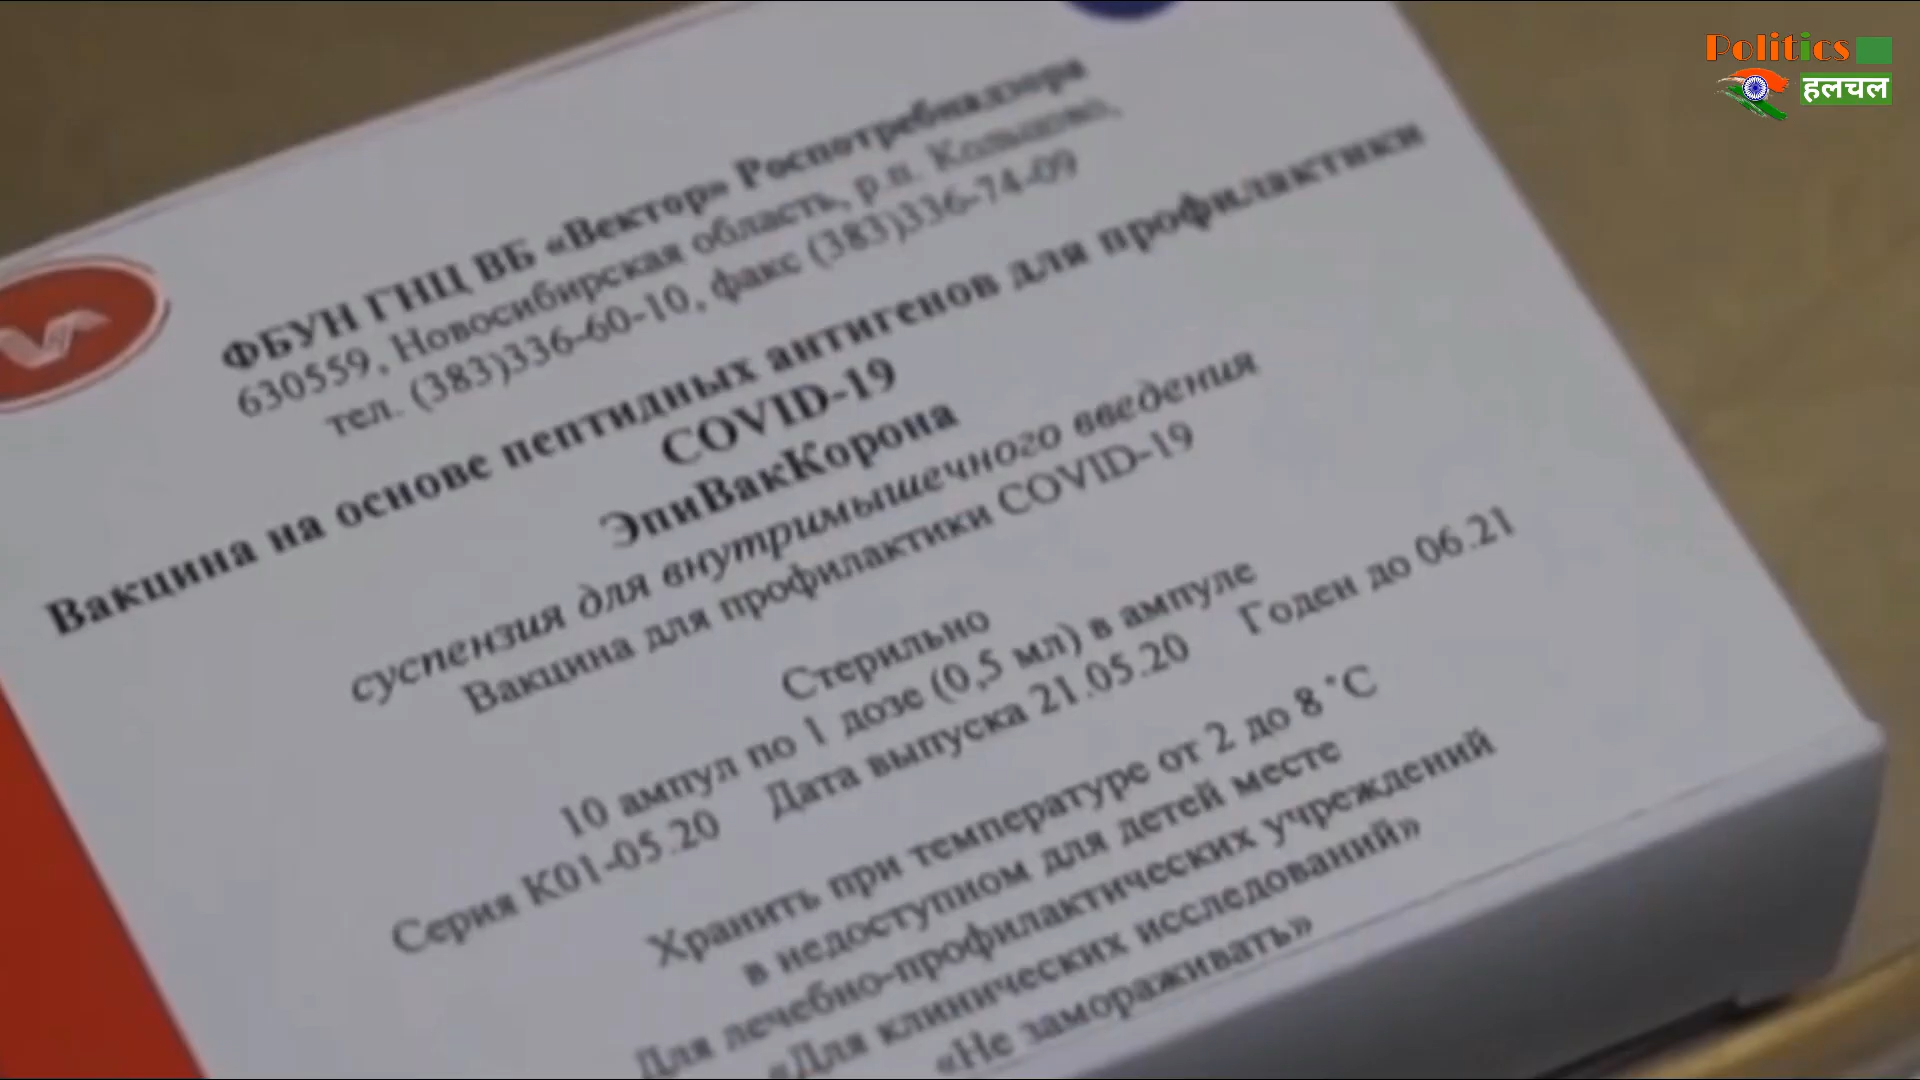 Politics
हलचल
ФБУН ГНЦ ВБ «Вектор» Роспотребнадзора
630559, Новосибирская область, р.п. Кольцово,
тел. (383)336-60-10, факс (383)336-74-09
Вакцина на основе пептидных антигенов для профилактики
COVID-19
ЭпиВакКорона
суспензия для внутримышечного введения
Вакцина для профилактики COVID-19
Стерильно
10 ампул по 1 дозе (0,5 мл) в ампуле
Серия К01-05.20 Дата выпуска 21.05.20 Годен до 06.21
Хранить при температуре от 2 до 8 °С
в недоступном для детей месте
Для лечебно-профилактических учреждений
«Для клинических исследований»
«Не замораживать»